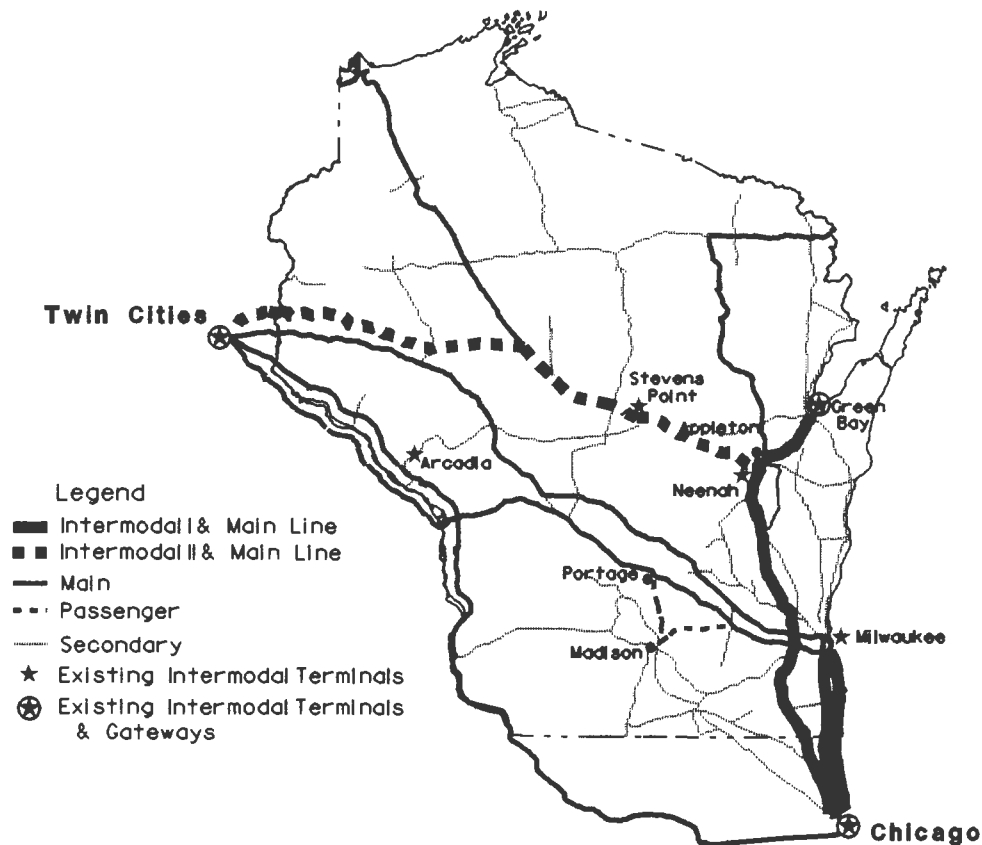 Twin Cities
Stevens
Point
Green
Bay
Appleton
Arcadia
Neenah
Legend
Intermodal I & Main Line
Intermodal II & Main Line
Main
Passenger
Secondary
Existing Intermodal Terminals
Existing Intermodal Terminals
& Gateways
Portage
Madison
Milwaukee
Chicago